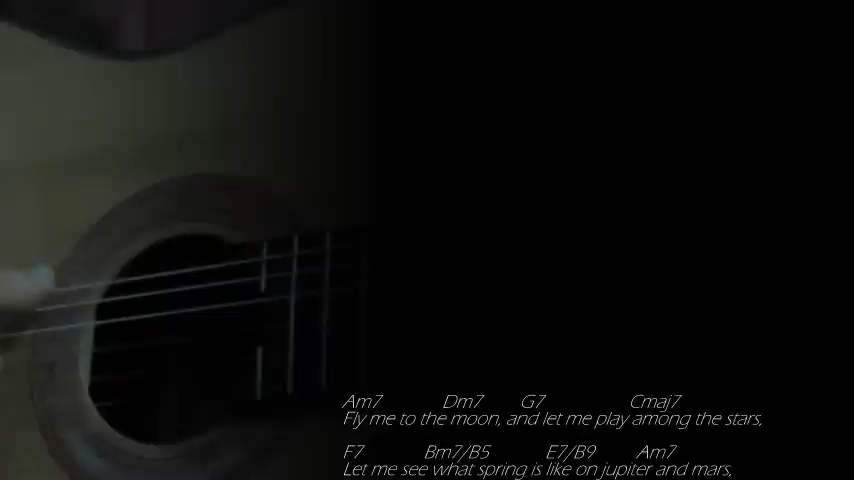 Am7 Dm7 G7 Cmaj7
Fly me to the moon, and let me play among the stars,
F7 Bm7/B5 E7/B9 Am7
Let me see what spring is like on jupiter and mars,